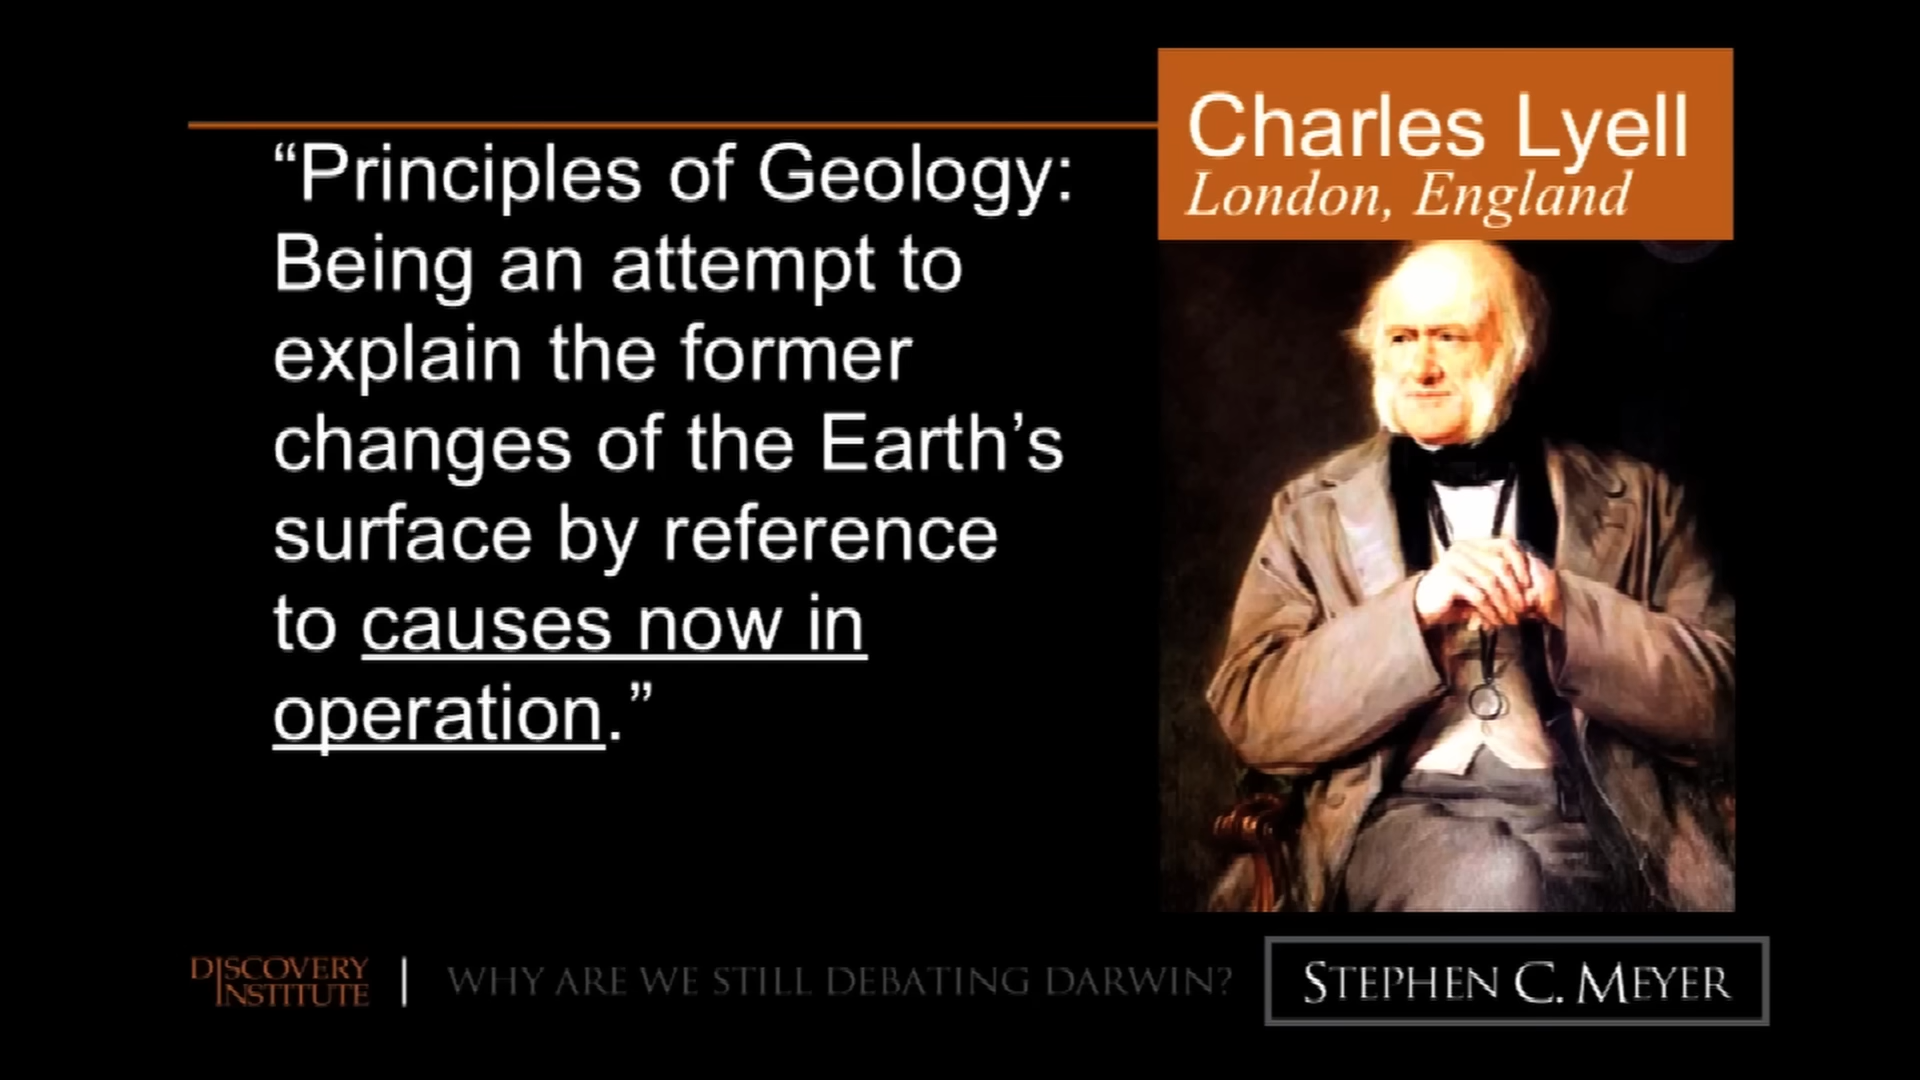 Charles Lyell
London, England
“Principles of Geology:
Being an attempt to
explain the former
changes of the Earth’s
surface by reference
to causes now in
operation.”
DISCOVERY
INSTITUTE
WHY ARE WE STILL DEBATING DARWIN?
STEPHEN C. MEYER